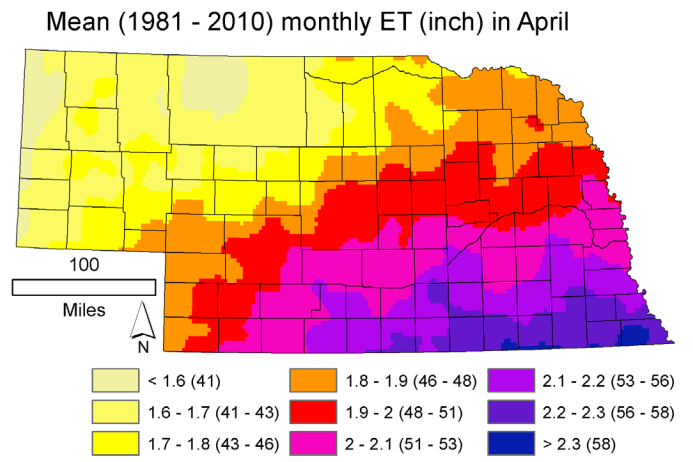 Mean (1981 - 2010) monthly ET (inch) in April
100
Miles
N
< 1.6 (41)
1.6 - 1.7 (41 - 43)
1.7 - 1.8 (43 - 46)
1.8 - 1.9 (46 - 48)
1.9 - 2 (48 - 51)
2 - 2.1 (51 - 53)
2.1 - 2.2 (53 - 56)
2.2 - 2.3 (56 - 58)
> 2.3 (58)